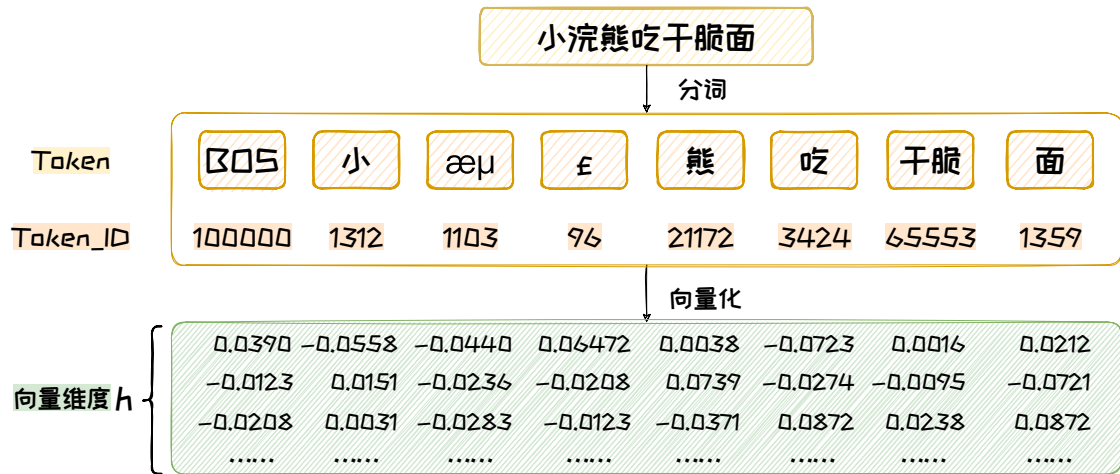 小浣熊吃干脆面
分词
Token BOS 小 æµ £ 熊 吃 干脆 面
Token_ID 100000 1312 1103 96 21172 3424 65553 1359
向量化
0.0390 -0.0558 -0.0440 0.06472 0.0038 -0.0723 0.0016 0.0212
-0.0123 0.0151 -0.0236 -0.0208 0.0739 -0.0274 -0.0095 -0.0721
向量维度h
-0.0208 0.0031 -0.0283 -0.0123 -0.0371 0.0872 0.0238 0.0872
…… …… …… …… …… …… …… ……